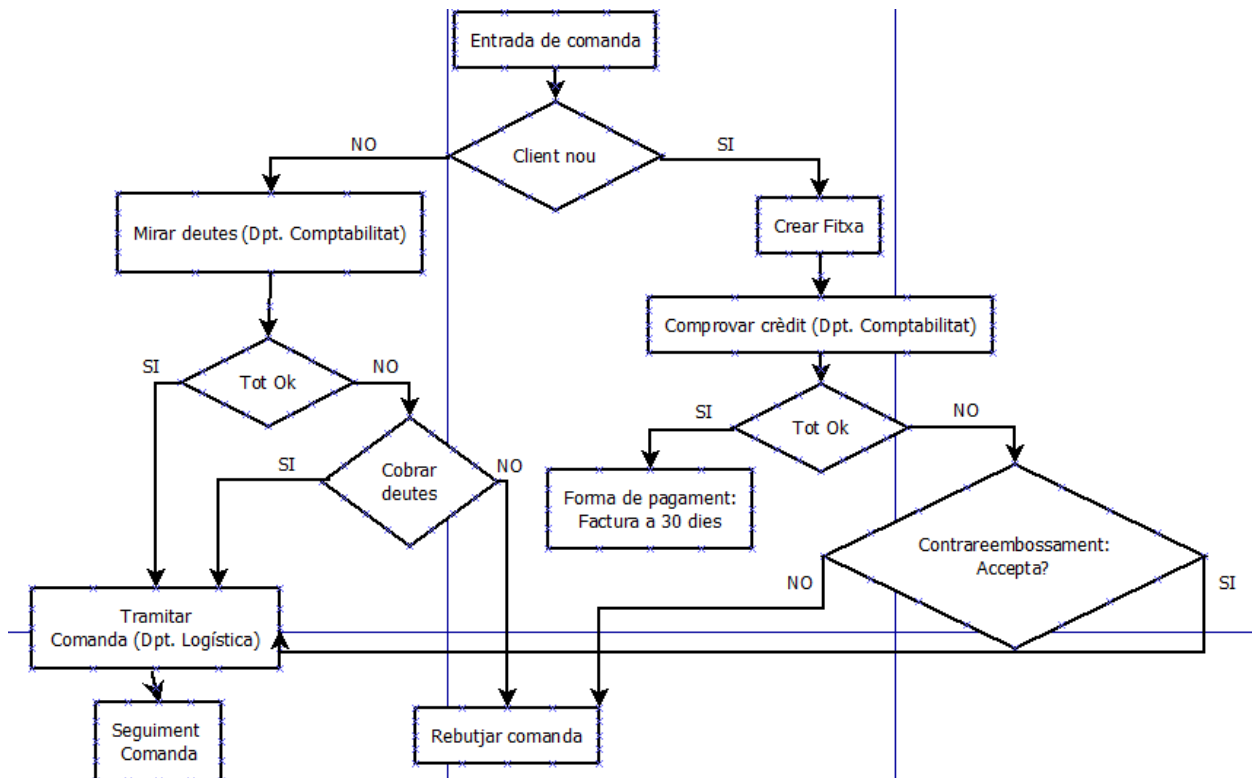 Entrada de comanda
NO
Client nou
SI
Mirar deutes (Dpt. Comptabilitat)
Crear Fitxa
Comprovar crèdit (Dpt. Comptabilitat)
SI
Tot Ok
NO
SI
Tot Ok
NO
SI
Cobrar
deutes
NO
Forma de pagament:
Factura a 30 dies
Contrareembossament:
Accepta?
NO
SI
Tramitar
Comanda (Dpt. Logística)
Seguiment
Comanda
Rebutjar comanda